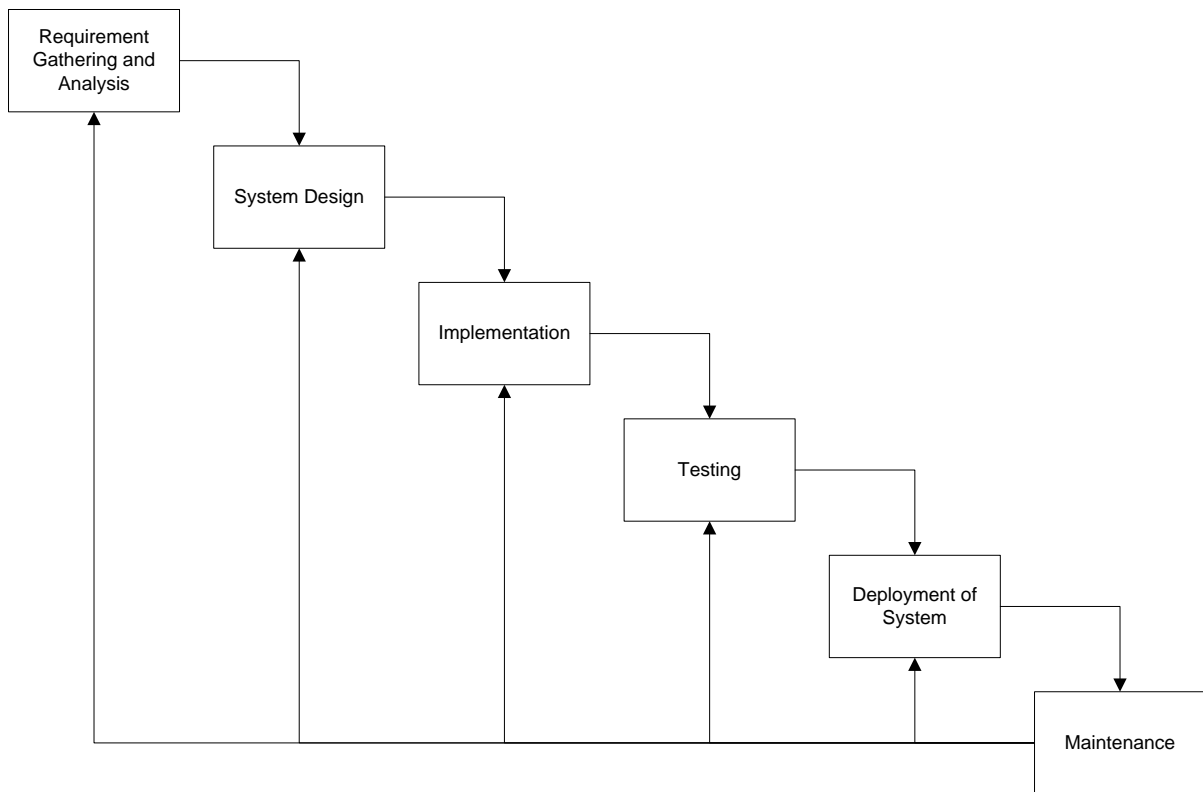 Requirement
Gathering and
Analysis
System Design
Implementation
Testing
Deployment of
System
Maintenance